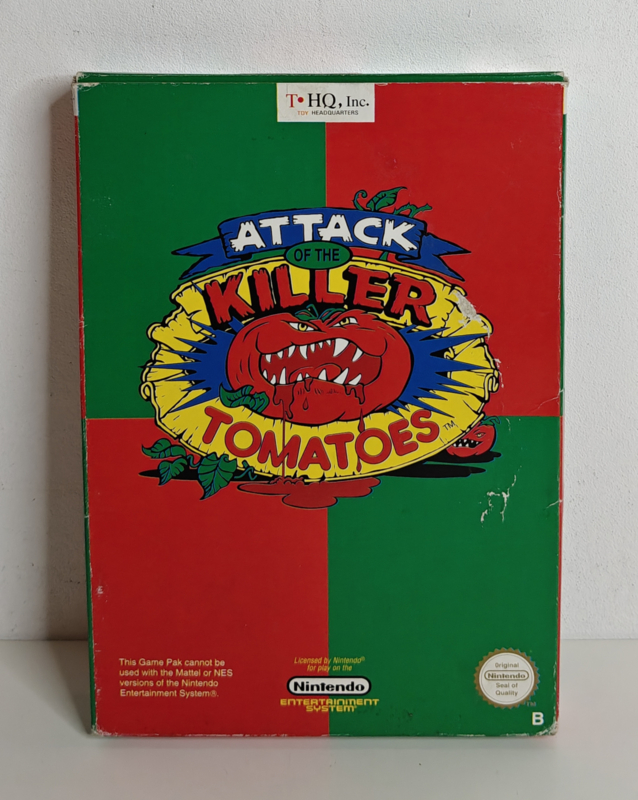 T•HQ, Inc.
TOY HEADQUARTERS
ATTACK
OF THE
KILLER
TOMATOES™
This Game Pak cannot be
used with the Mattel or NES
versions of the Nintendo
Entertainment System®.
Licensed by Nintendo®
for play on the
Nintendo
ENTERTAINMENT
SYSTEM™
Original
Nintendo
Seal of
Quality
TM
B